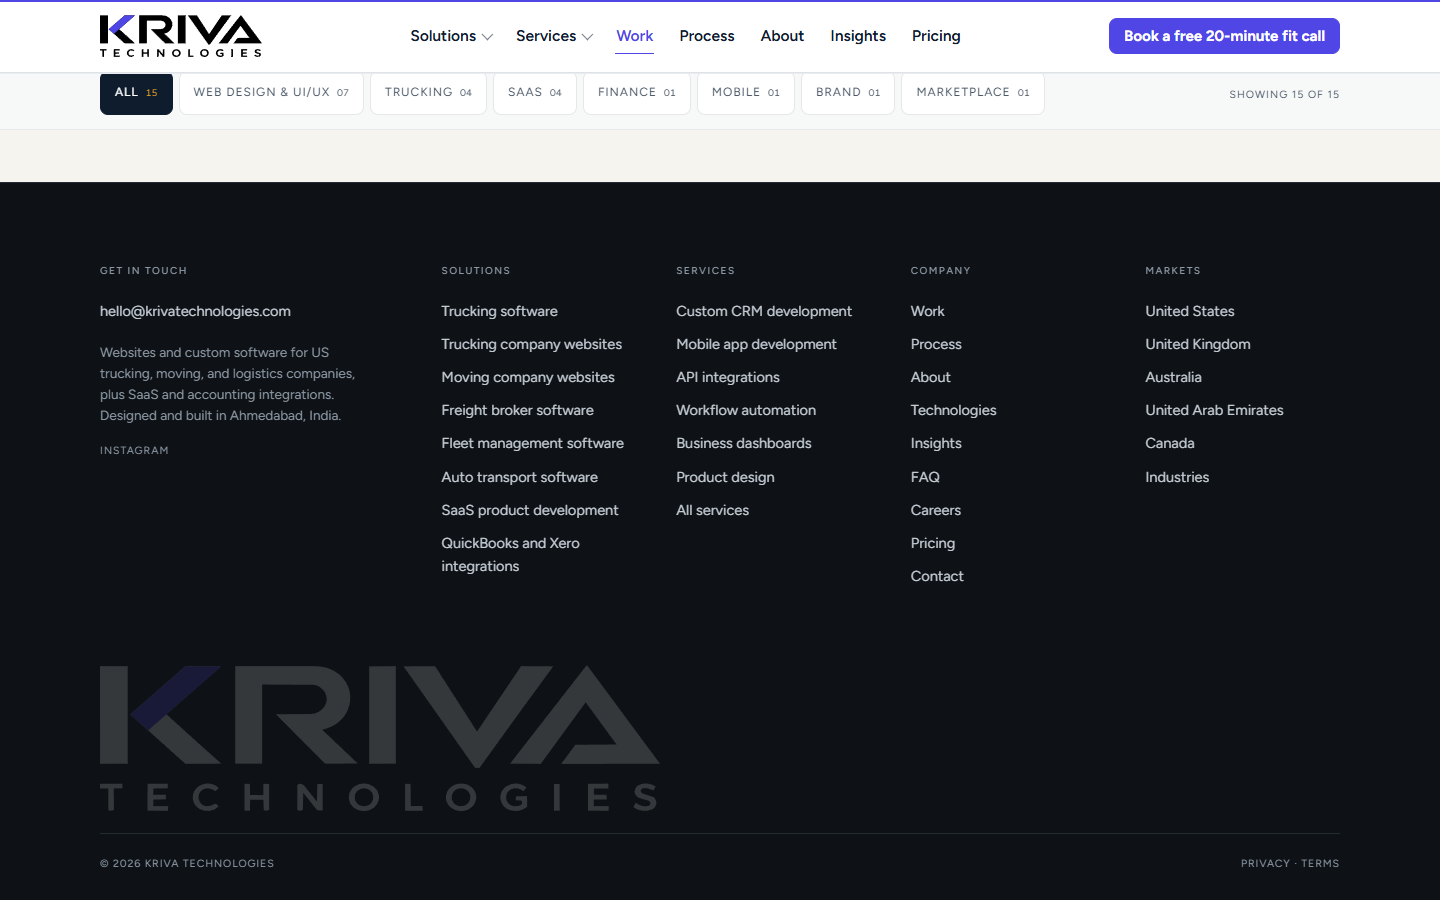 KRIVA
TECHNOLOGIES
Solutions
Services
Work
Process
About
Insights
Pricing
Book a free 20-minute fit call
ALL 15
WEB DESIGN & UI/UX 07
TRUCKING 04
SAAS 04
FINANCE 01
MOBILE 01
BRAND 01
MARKETPLACE 01
SHOWING 15 OF 15
GET IN TOUCH
hello@krivatechnologies.com
Websites and custom software for US
trucking, moving, and logistics companies,
plus SaaS and accounting integrations.
Designed and built in Ahmedabad, India.
INSTAGRAM
SOLUTIONS
Trucking software
Trucking company websites
Moving company websites
Freight broker software
Fleet management software
Auto transport software
SaaS product development
QuickBooks and Xero
integrations
SERVICES
Custom CRM development
Mobile app development
API integrations
Workflow automation
Business dashboards
Product design
All services
COMPANY
Work
Process
About
Technologies
Insights
FAQ
Careers
Pricing
Contact
MARKETS
United States
United Kingdom
Australia
United Arab Emirates
Canada
Industries
KRIVA
TECHNOLOGIES
© 2026 KRIVA TECHNOLOGIES
PRIVACY · TERMS